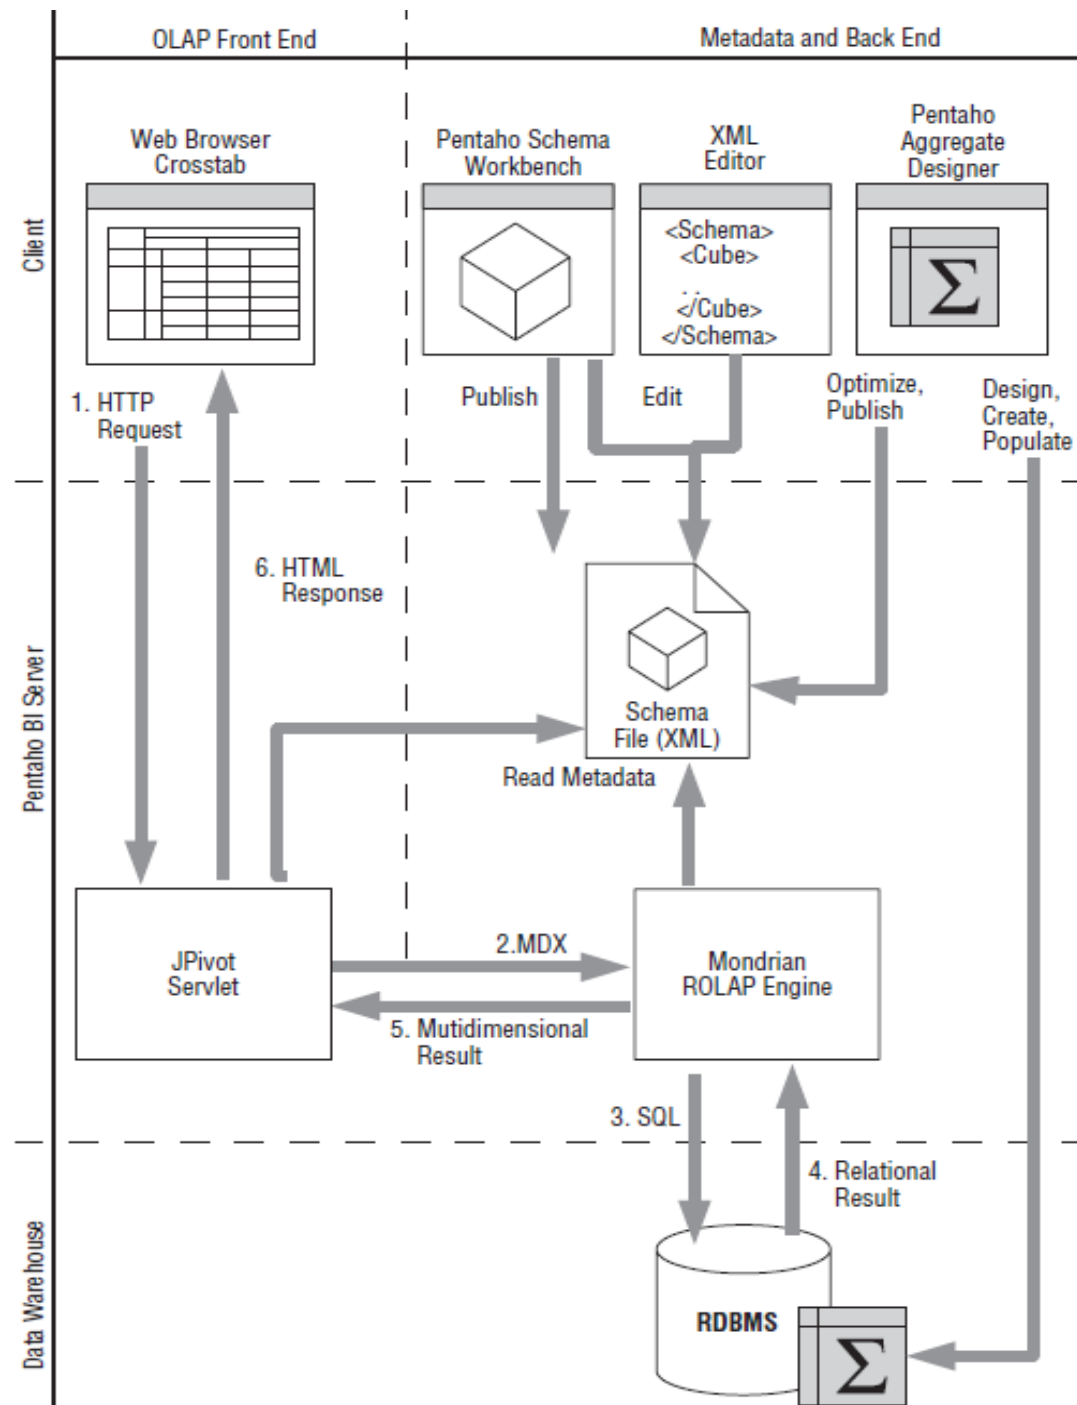 OLAP Front End
Metadata and Back End
Client
Web Browser
Crosstab
Pentaho Schema
Workbench
XML
Editor
Pentaho
Aggregate
Designer
<Schema>
<Cube>
. .
</Cube>
</Schema>
Σ
1. HTTP
Request
Publish
Edit
Optimize,
Publish
Design,
Create,
Populate
Pentaho BI Server
6. HTML
Response
Schema
File (XML)
Read Metadata
JPivot
Servlet
2.MDX
Mondrian
ROLAP Engine
5. Mutidimensional
Result
3. SQL
4. Relational
Result
Data Warehouse
RDBMS
Σ